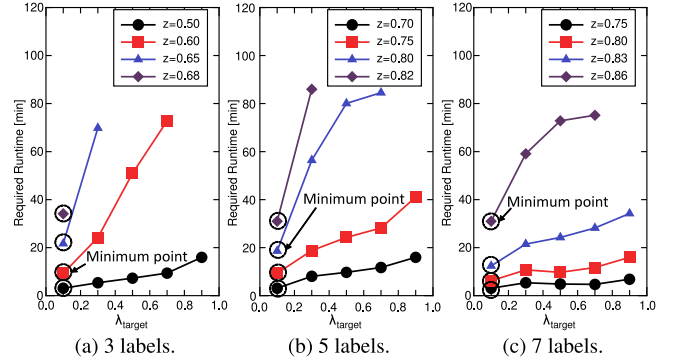 120
100
80
60
40
20
0
Required Runtime [min]
z=0.50
z=0.60
z=0.65
z=0.68
Minimum point
0.0 0.2 0.4 0.6 0.8 1.0
λtarget
(a) 3 labels.
120
100
80
60
40
20
0
Required Runtime [min]
z=0.70
z=0.75
z=0.80
z=0.82
Minimum point
0.0 0.2 0.4 0.6 0.8 1.0
λtarget
(b) 5 labels.
120
100
80
60
40
20
0
Required Runtime [min]
z=0.75
z=0.80
z=0.83
z=0.86
Minimum point
0.0 0.2 0.4 0.6 0.8 1.0
λtarget
(c) 7 labels.